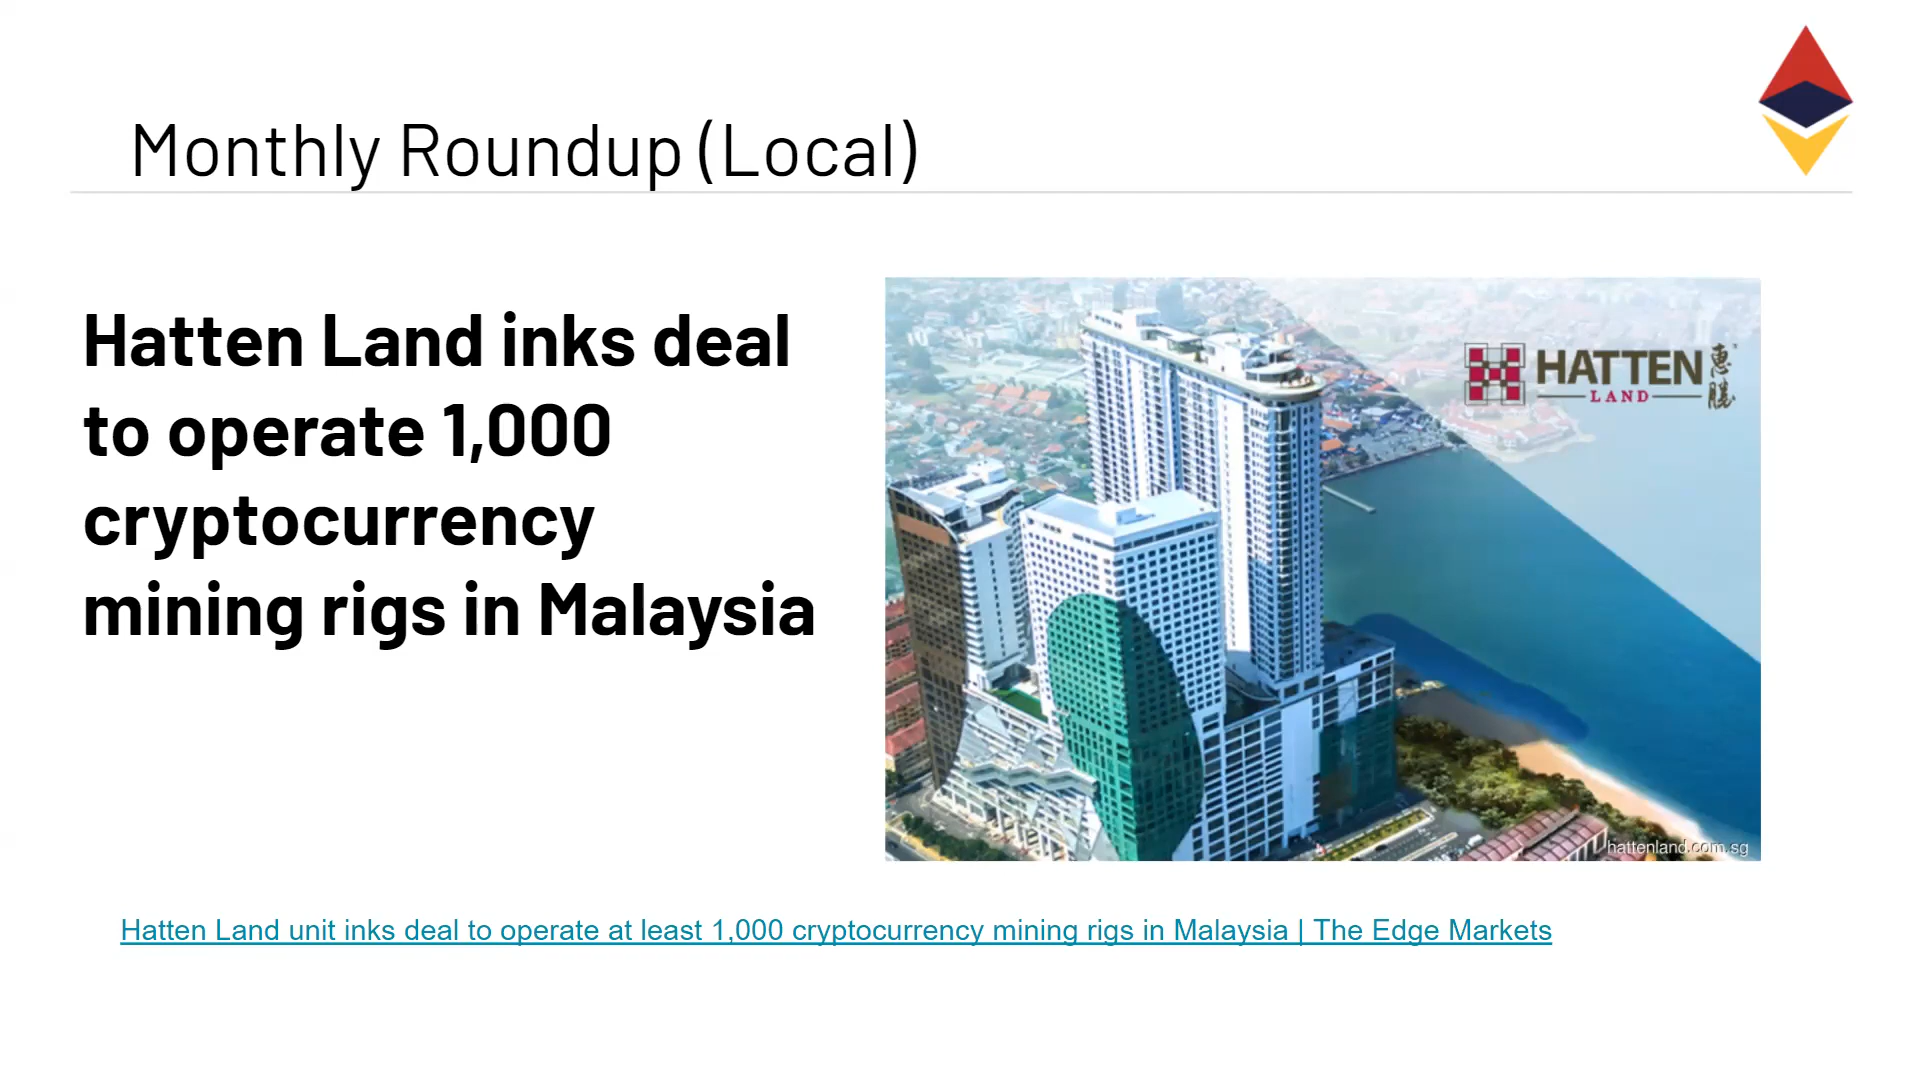 Monthly Roundup (Local)
Hatten Land inks deal
to operate 1,000
cryptocurrency
mining rigs in Malaysia
HATTEN
LAND
惠勝
hattenland.com.sg
Hatten Land unit inks deal to operate at least 1,000 cryptocurrency mining rigs in Malaysia | The Edge Markets